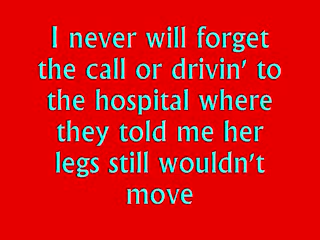 I never will forget
the call or drivin' to
the hospital where
they told me her
legs still wouldn't
move